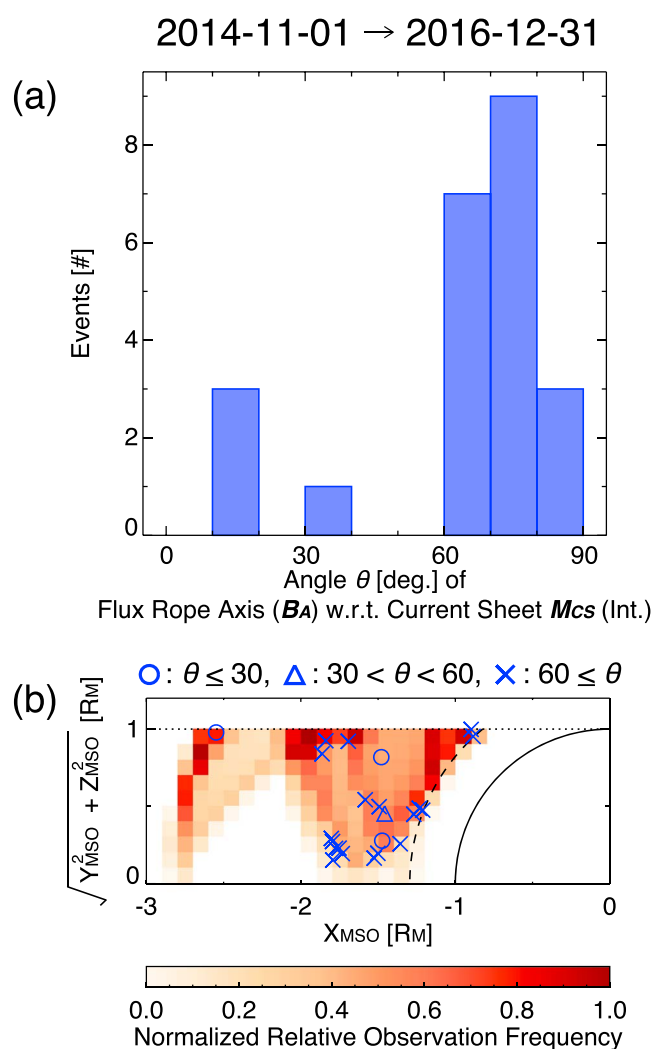 2014-11-01 → 2016-12-31
(a)
8
6
4
2
0
Events [#]
0 30 60 90
Angle θ [deg.] of
Flux Rope Axis (BA) w.r.t. Current Sheet MCS (Int.)
(b)
○: θ ≤ 30, △: 30 < θ < 60, ×: 60 ≤ θ
1
0
√Y²MSO + Z²MSO [RM]
-3 -2 -1 0
XMSO [RM]
0.0 0.2 0.4 0.6 0.8 1.0
Normalized Relative Observation Frequency